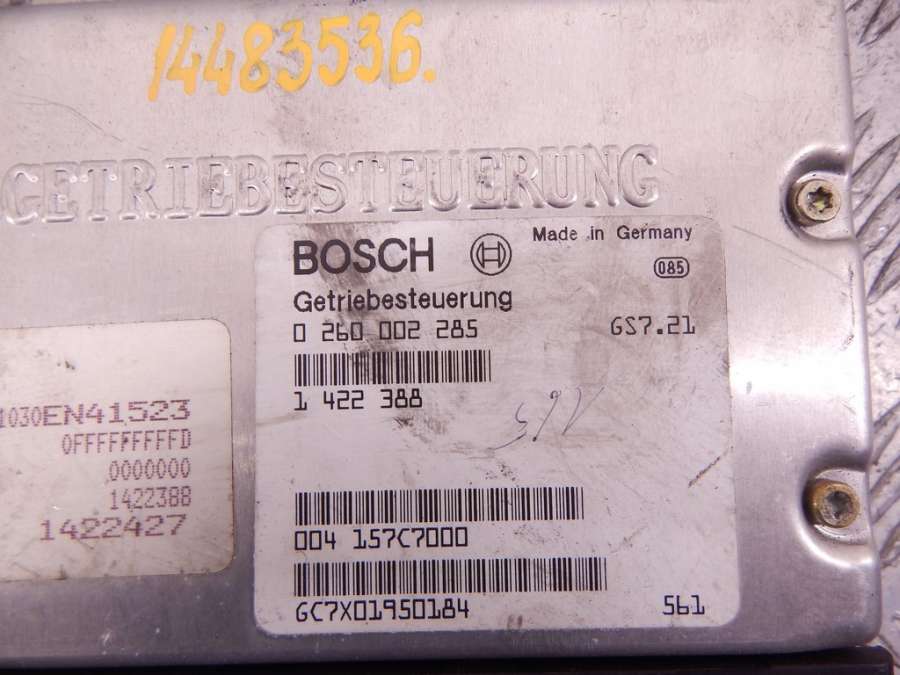 14483536.
GETRIEBESTEUERUNG
BOSCH
Made in Germany
085
Getriebesteuerung
0 260 002 285
GS7.21
1 422 388
004 157C7000
GC7X01950184
561
1030EN41523
0FFFFFFFFFFD
0000000
1422388
1422427